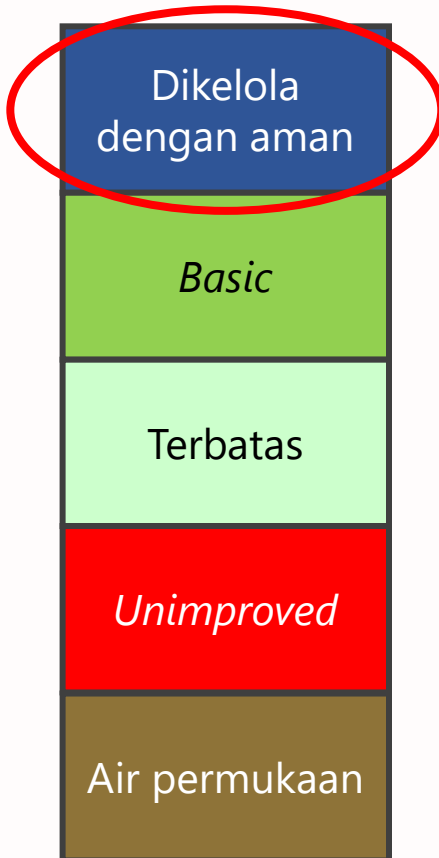 Dikelola
dengan aman
Basic
Terbatas
Unimproved
Air permukaan